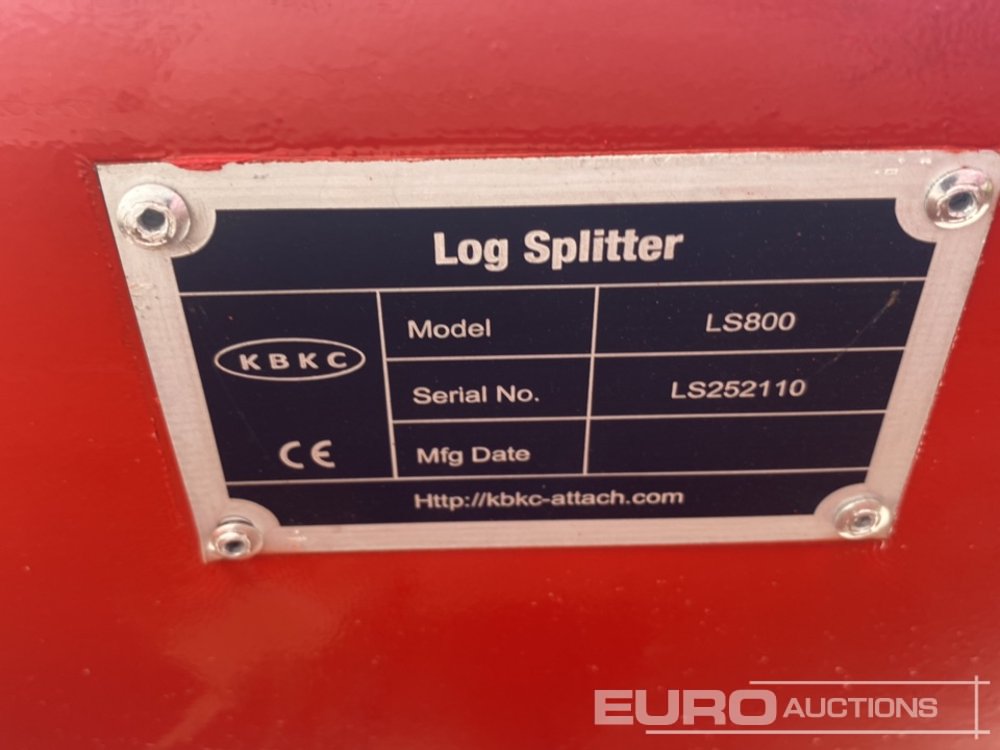 Log Splitter
KBKC
CE
Model LS800
Serial No. LS252110
Mfg Date
Http://kbkc-attach.com
EURO AUCTIONS